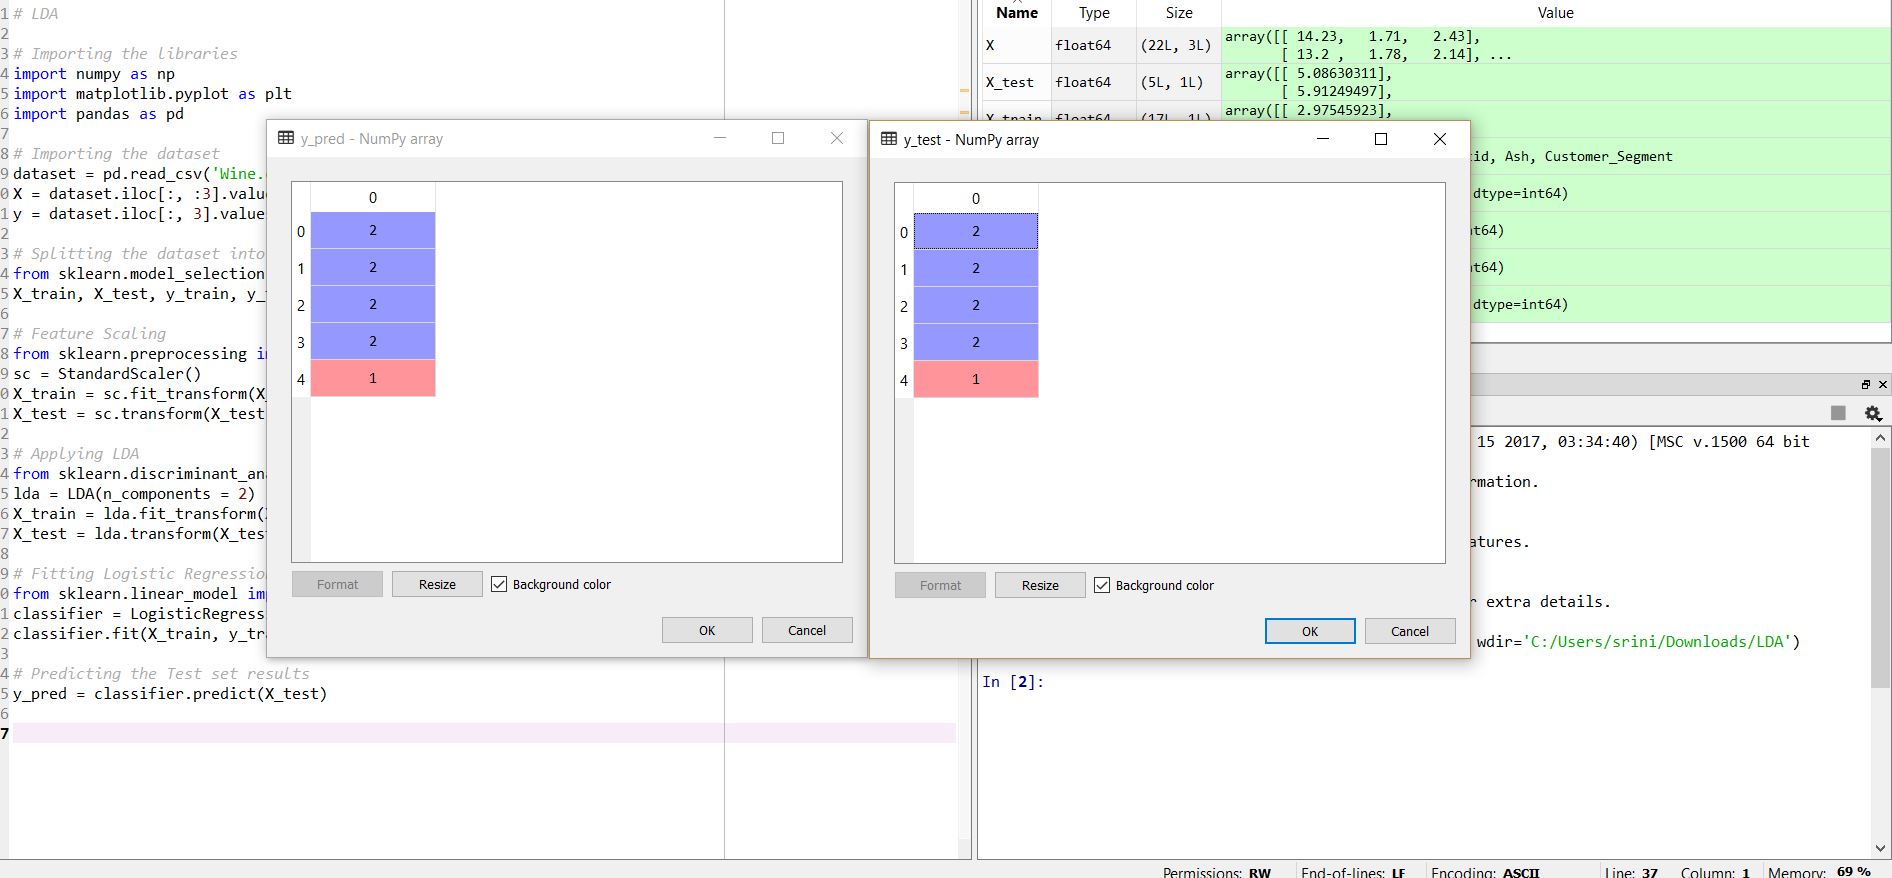 1 # LDA
2
3 # Importing the libraries
4 import numpy as np
5 import matplotlib.pyplot as plt
6 import pandas as pd
7
8 # Importing the dataset
9 dataset = pd.read_csv('Wine.
0 X = dataset.iloc[:, :3].value
1 y = dataset.iloc[:, 3].value
2
3 # Splitting the dataset into
4 from sklearn.model_selection
5 X_train, X_test, y_train, y_
6
7 # Feature Scaling
8 from sklearn.preprocessing i
9 sc = StandardScaler()
0 X_train = sc.fit_transform(X_
1 X_test = sc.transform(X_test
2
3 # Applying LDA
4 from sklearn.discriminant_an
5 lda = LDA(n_components = 2)
6 X_train = lda.fit_transform(
7 X_test = lda.transform(X_tes
8
9 # Fitting Logistic Regressio
0 from sklearn.linear_model im
1 classifier = LogisticRegress
2 classifier.fit(X_train, y_tr
3
4 # Predicting the Test set results
5 y_pred = classifier.predict(X_test)
6
7
y_pred - NumPy array
0
0 2
1 2
2 2
3 2
4 1
Format Resize Background color
OK Cancel
y_test - NumPy array
0
0 2
1 2
2 2
3 2
4 1
Format Resize Background color
OK Cancel
Name Type Size Value
X float64 (22L, 3L) array([[ 14.23, 1.71, 2.43],
[ 13.2 , 1.78, 2.14], ...
X_test float64 (5L, 1L) array([[ 5.08630311],
[ 5.91249497],
X_train float64 (17L, 1L) array([[ 2.97545923],
id, Ash, Customer_Segment
dtype=int64)
t64)
t64)
dtype=int64)
15 2017, 03:34:40) [MSC v.1500 64 bit
rmation.
atures.
r extra details.
wdir='C:/Users/srini/Downloads/LDA')
In [2]:
Permissions: RW End-of-lines: LF Encoding: ASCII Line: 37 Column: 1 Memory: 69 %